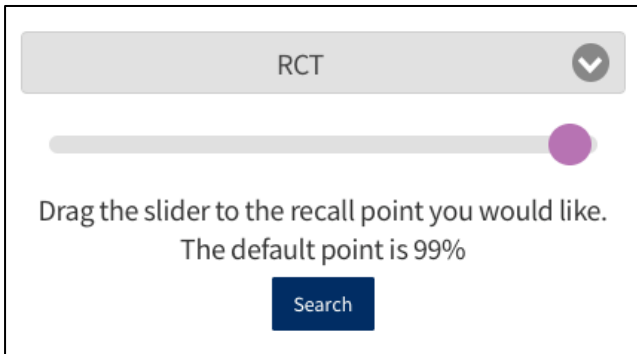 RCT
Drag the slider to the recall point you would like.
The default point is 99%
Search